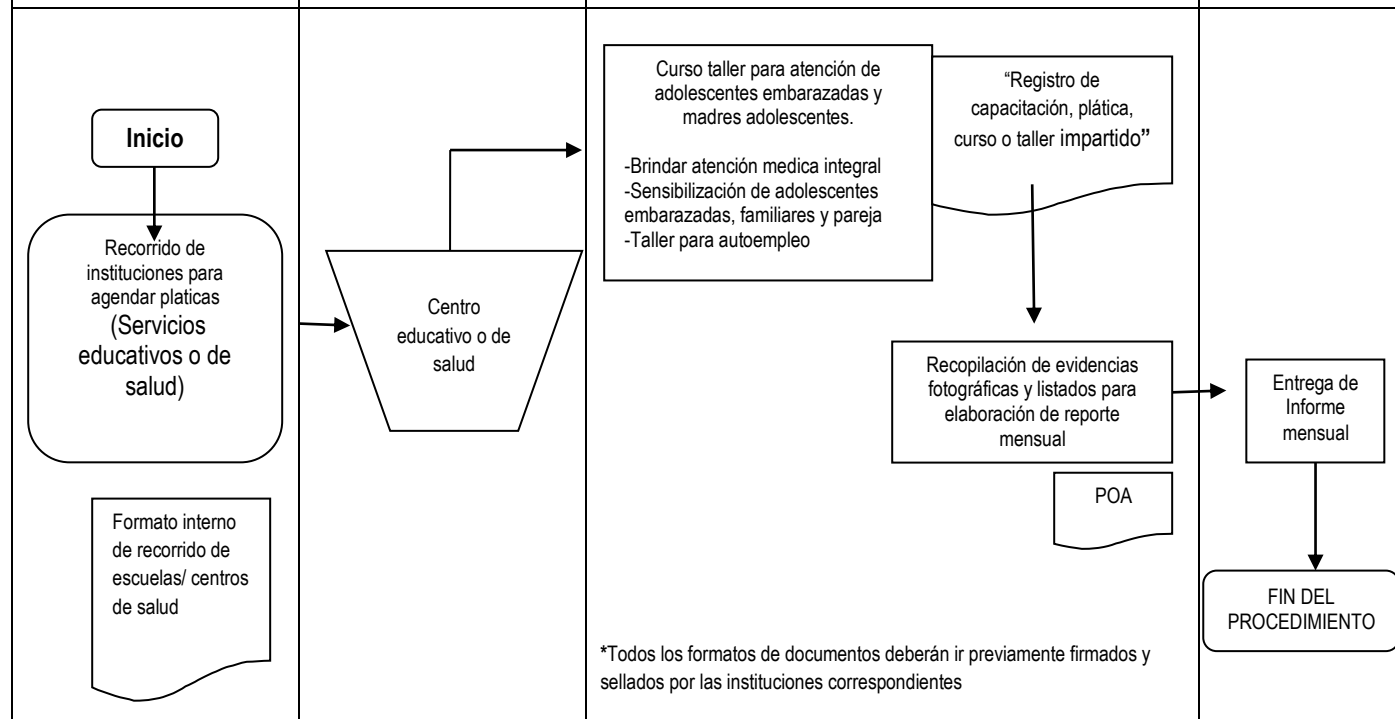 Inicio
Recorrido de
instituciones para
agendar platicas
(Servicios
educativos o de
salud)
Formato interno
de recorrido de
escuelas/ centros
de salud
Centro
educativo o de
salud
Curso taller para atención de
adolescentes embarazadas y
madres adolescentes.
-Brindar atención medica integral
-Sensibilización de adolescentes
embarazadas, familiares y pareja
-Taller para autoempleo
“Registro de
capacitación, plática,
curso o taller impartido”
Recopilación de evidencias
fotográficas y listados para
elaboración de reporte
mensual
POA
*Todos los formatos de documentos deberán ir previamente firmados y
sellados por las instituciones correspondientes
Entrega de
Informe
mensual
FIN DEL
PROCEDIMIENTO